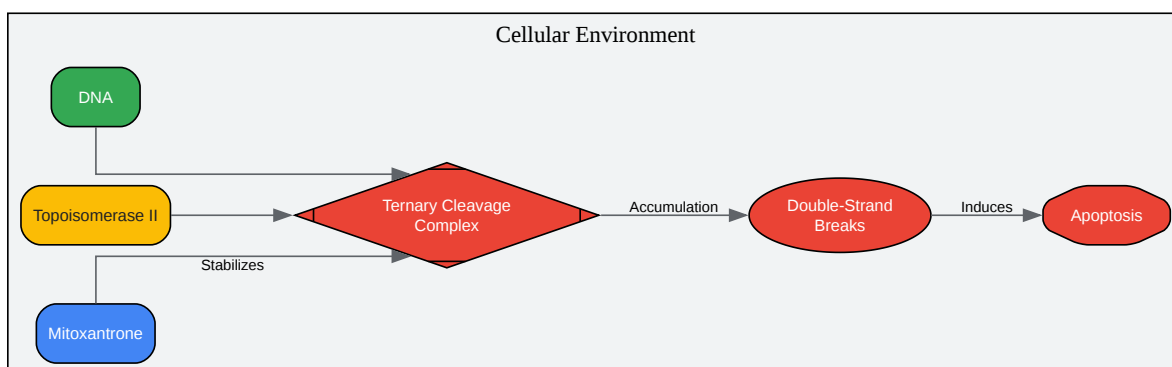 Cellular Environment
DNA
Topoisomerase II
Mitoxantrone
Stabilizes
Ternary Cleavage
Complex
Accumulation
Double-Strand
Breaks
Induces
Apoptosis